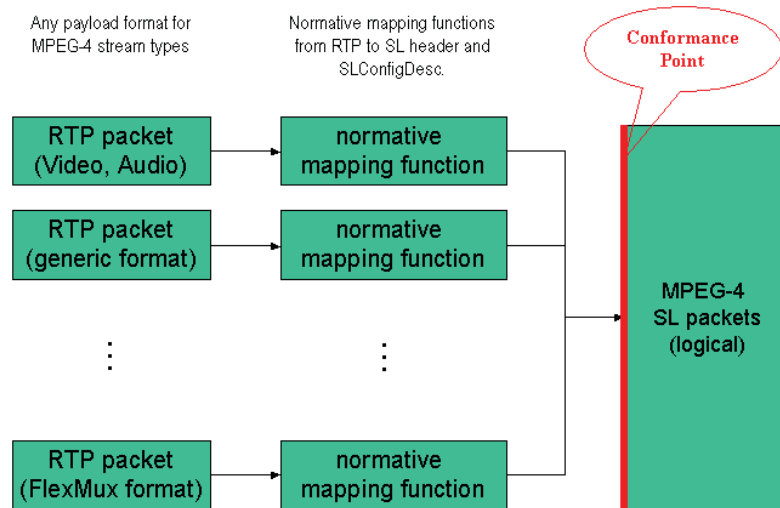 Any payload format for
MPEG-4 stream types
Normative mapping functions
from RTP to SL header and
SLConfigDesc.
Conformance
Point
RTP packet
(Video, Audio)
normative
mapping function
RTP packet
(generic format)
normative
mapping function
MPEG-4
SL packets
(logical)
RTP packet
(FlexMux format)
normative
mapping function